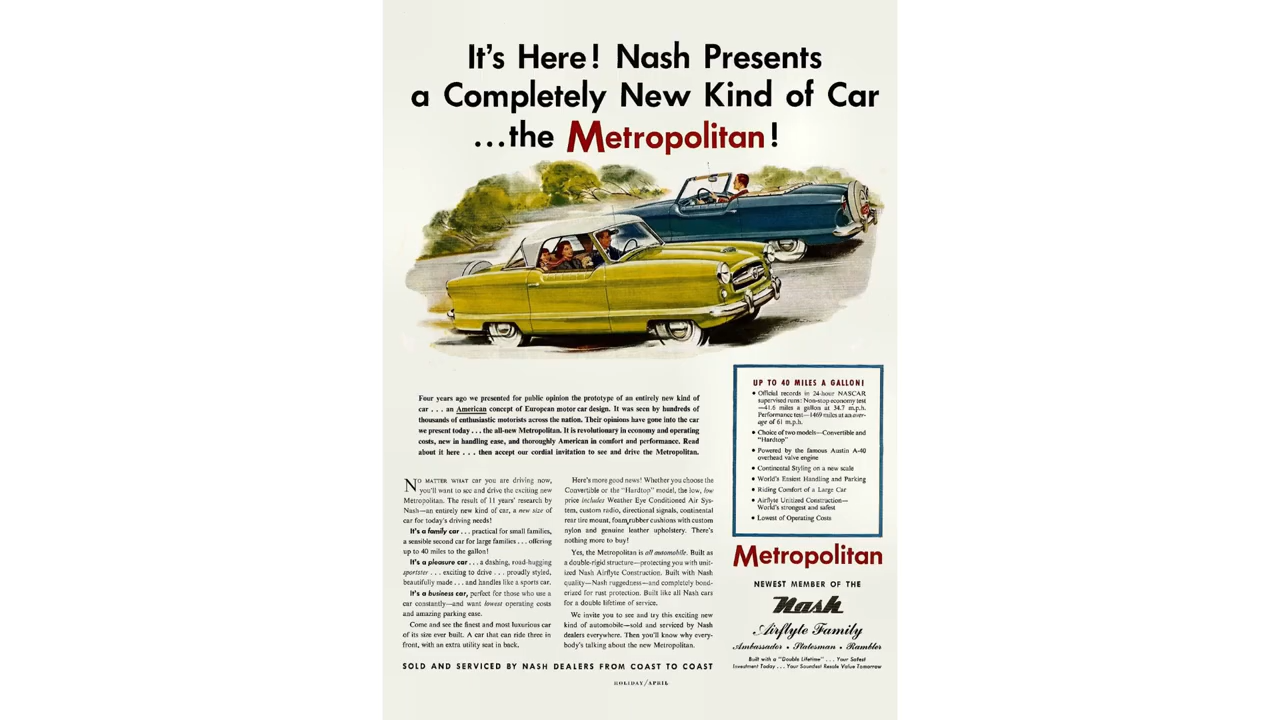 It's Here! Nash Presents
a Completely New Kind of Car
...the Metropolitan!
Four years ago we presented for public opinion the prototype of an entirely new kind of
car . . . an American concept of European motor car design. It was seen by hundreds of
thousands of enthusiastic motorists across the nation. Their opinions have gone into the car
we present today . . . the all-new Metropolitan. It is revolutionary in economy and operating
costs, new in handling ease, and thoroughly American in comfort and performance. Read
about it here . . . then accept our cordial invitation to see and drive the Metropolitan.
NO MATTER WHAT car you are driving now,
you'll want to see and drive the exciting new
Metropolitan. The result of 11 years' research by
Nash—an entirely new kind of car, a new size of
car for today's driving needs!
It's a family car . . . practical for small families,
a sensible second car for large families . . . offering
up to 40 miles to the gallon!
It's a pleasure car . . . a dashing, road-hugging
sportster . . . exciting to drive . . . proudly styled,
beautifully made . . . and handles like a sports car.
It's a business car, perfect for those who use a
car constantly—and want lowest operating costs
and amazing parking ease.
Come and see the finest and most luxurious car
of its size ever built. A car that can ride three in
front, with an extra utility seat in back.
Here's more good news! Whether you choose the
Convertible or the "Hardtop" model, the low, low
price includes Weather Eye Conditioned Air Sys-
tem, custom radio, directional signals, continental
rear tire mount, foam rubber cushions with custom
nylon and genuine leather upholstery. There's
nothing more to buy!
Yes, the Metropolitan is all automobile. Built as
a double-rigid structure—protecting you with unit-
ized Nash Airflyte Construction. Built with Nash
quality—Nash ruggedness—and completely bond-
erized for rust protection. Built like all Nash cars
for a double lifetime of service.
We invite you to see and try this exciting new
kind of automobile—sold and serviced by Nash
dealers everywhere. Then you'll know why every-
body's talking about the new Metropolitan.
SOLD AND SERVICED BY NASH DEALERS FROM COAST TO COAST
UP TO 40 MILES A GALLON!
• Official records in 24-hour NASCAR
supervised runs: Non-stop economy test
—41.6 miles a gallon at 34.7 m.p.h.
Performance test—1469 miles at an aver-
age of 61 m.p.h.
• Choice of two models—Convertible and
"Hardtop"
• Powered by the famous Austin A-40
overhead valve engine
• Continental Styling on a new scale
• World's Easiest Handling and Parking
• Riding Comfort of a Large Car
• Airflyte Unitized Construction—
World's strongest and safest
• Lowest of Operating Costs
Metropolitan
NEWEST MEMBER OF THE
Nash
Airflyte Family
Ambassador • Statesman • Rambler
Built with a "Double Lifetime" . . . Your Safest
Investment Today . . . Your Soundest Resale Value Tomorrow
HOLIDAY/APRIL